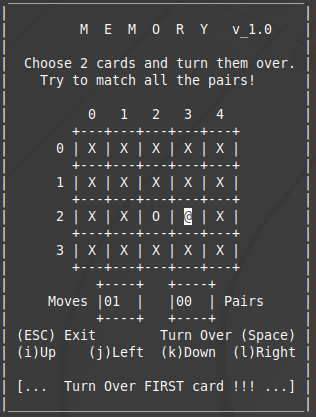 M E M O R Y v_1.0
Choose 2 cards and turn them over.
Try to match all the pairs!
0 1 2 3 4
+---+---+---+---+---+
0 | X | X | X | X | X |
+---+---+---+---+---+
1 | X | X | X | X | X |
+---+---+---+---+---+
2 | X | X | O | @ | X |
+---+---+---+---+---+
3 | X | X | X | X | X |
+---+---+---+---+---+
+----+ +----+
Moves |01 | |00 | Pairs
+----+ +----+
(ESC) Exit Turn Over (Space)
(i)Up (j)Left (k)Down (l)Right
[... Turn Over FIRST card !!! ...]